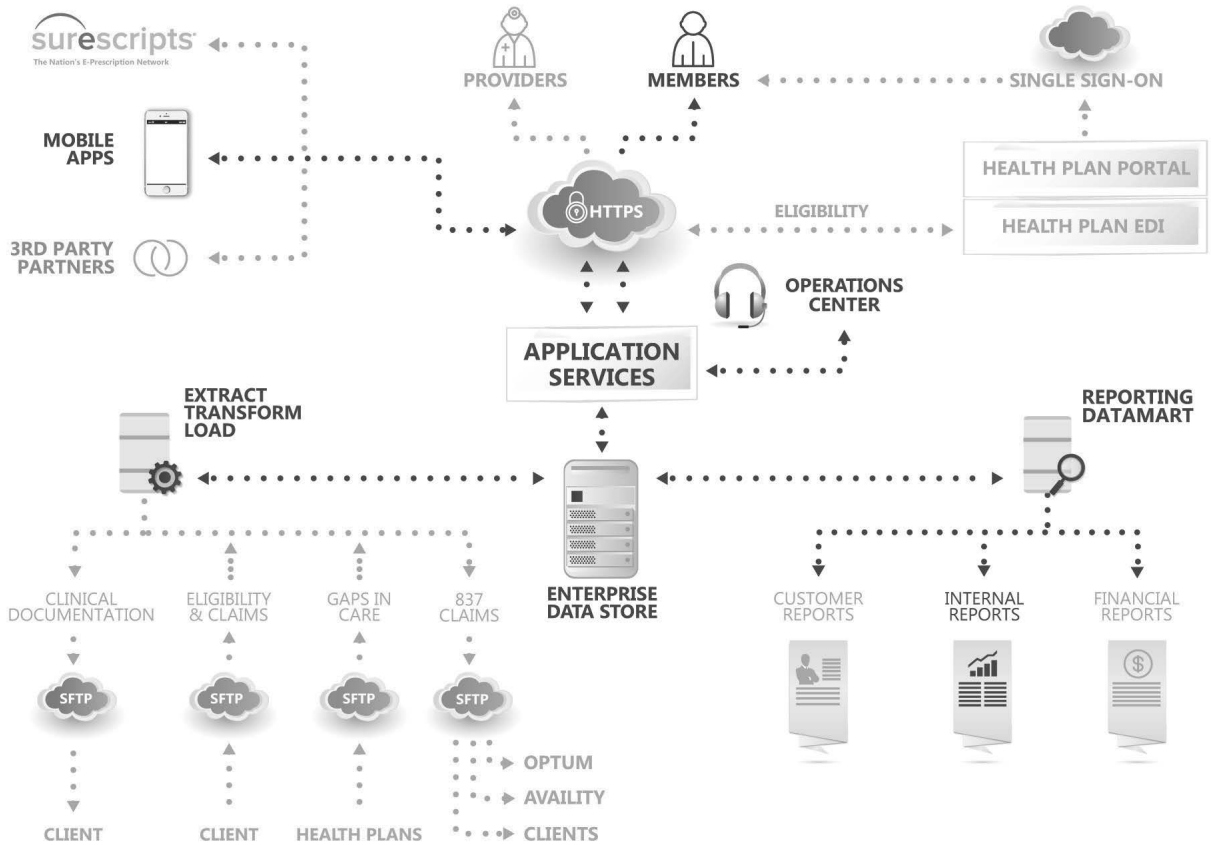 surescripts
The Nation's E-Prescription Network
PROVIDERS
MEMBERS
SINGLE SIGN-ON
MOBILE
APPS
HTTPS
ELIGIBILITY
HEALTH PLAN PORTAL
HEALTH PLAN EDI
3RD PARTY
PARTNERS
OPERATIONS
CENTER
APPLICATION
SERVICES
EXTRACT
TRANSFORM
LOAD
REPORTING
DATAMART
ENTERPRISE
DATA STORE
CLINICAL
DOCUMENTATION
ELIGIBILITY
& CLAIMS
GAPS IN
CARE
837
CLAIMS
CUSTOMER
REPORTS
INTERNAL
REPORTS
FINANCIAL
REPORTS
SFTP
SFTP
SFTP
SFTP
$
OPTUM
AVAILITY
CLIENTS
CLIENT
CLIENT
HEALTH PLANS